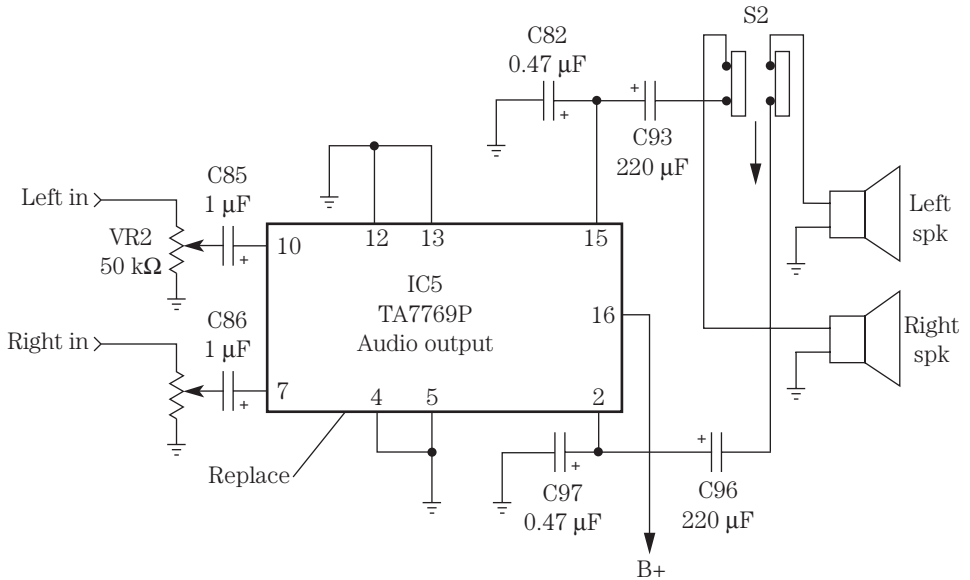 S2
C82
0.47 µF
+
+
C93
220 µF
Left in
C85
1 µF
VR2
50 kΩ
+
10
12
13
15
IC5
TA7769P
Audio output
16
Left
spk
Right in
C86
1 µF
+
7
4
5
2
Right
spk
Replace
+
+
C97
0.47 µF
C96
220 µF
B+